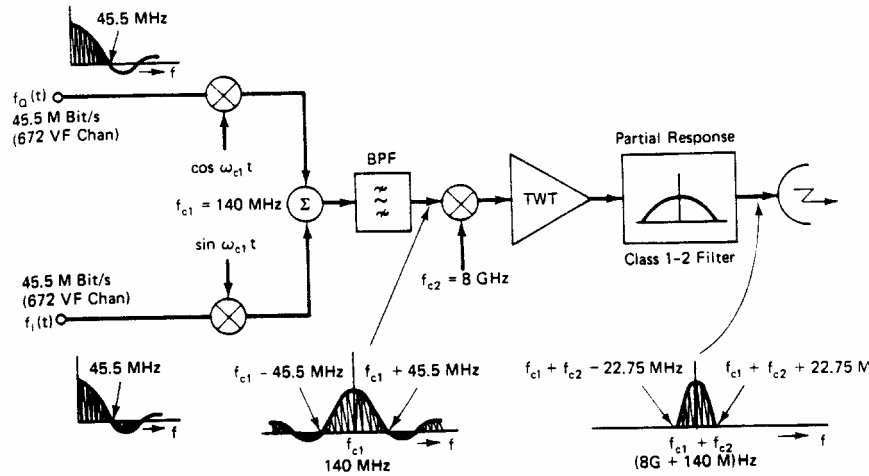 45.5 MHz
f
f_Q(t)
45.5 M Bit/s
(672 VF Chan)
cos ω_c1 t
f_c1 = 140 MHz
Σ
sin ω_c1 t
45.5 M Bit/s
(672 VF Chan)
f_i(t)
BPF
f_c2 = 8 GHz
TWT
Partial Response
Class 1-2 Filter
45.5 MHz
f
f_c1 - 45.5 MHz
f_c1 + 45.5 MHz
f_c1
140 MHz
f
f_c1 + f_c2 - 22.75 MHz
f_c1 + f_c2 + 22.75 M
f_c1 + f_c2
(8G + 140 M)Hz
f